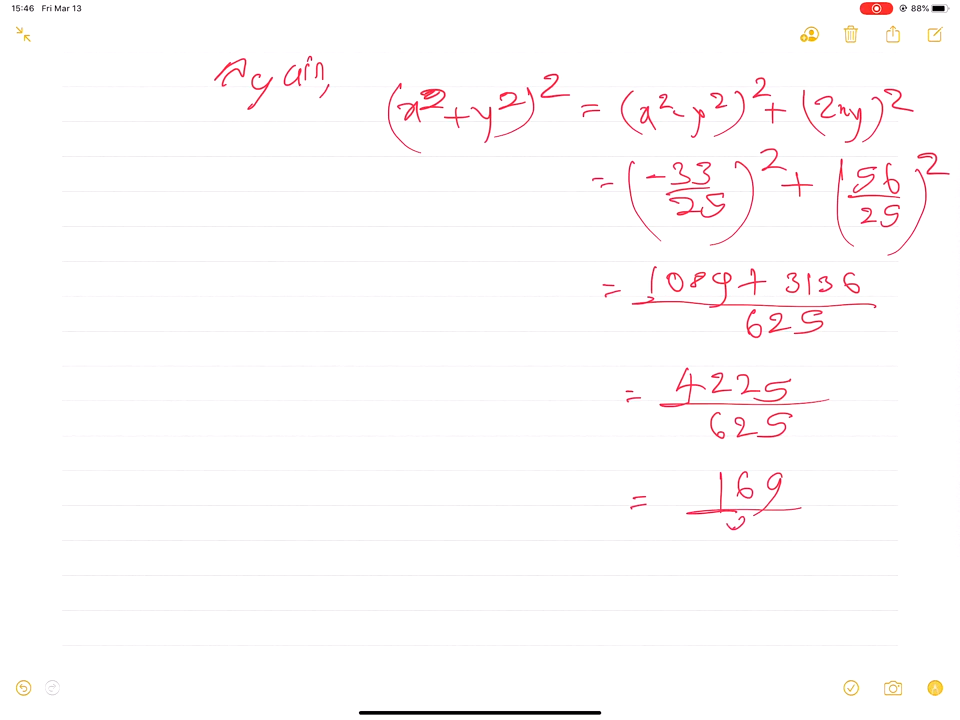 15:46 Fri Mar 13 88%
Again,
(x²+y²)² = (x²-y²)² + (2xy)²
= (-33/25)² + (56/25)²
= 1089 + 3136 / 625
= 4225 / 625
= 169 /